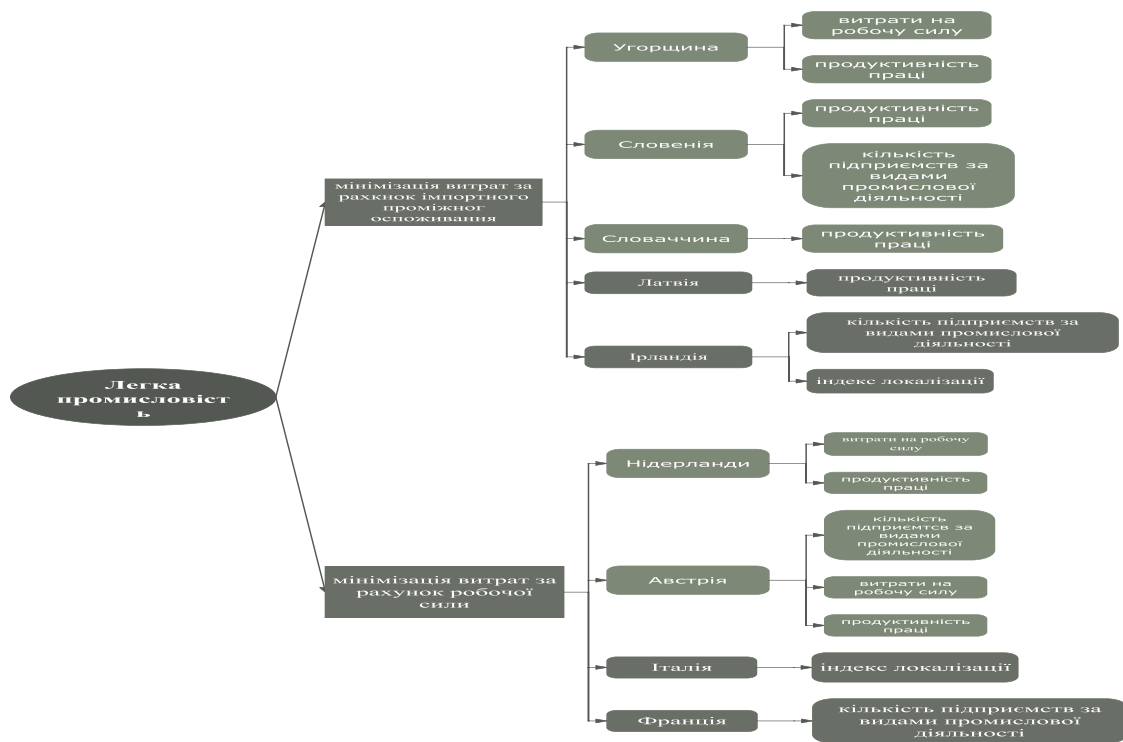 Легка
промисловіст
ь
мінімізація витрат за
рахкнок імпортного
проміжног
оспоживання
Угорщина
витрати на
робочу силу
продуктивність
праці
Словенія
продуктивність
праці
кількість
підприємств за
видами
промислової
діяльності
Словаччина
продуктивність
праці
Латвія
продуктивність
праці
Ірландія
кількість підприємств за
видами промислової
діяльності
індекс локалізації
мінімізація витрат за
рахунок робочої
сили
Нідерланди
витрати на робочу
силу
продуктивність
праці
Австрія
кількість
підприємтсв за
видами
промислової
діяльності
витрати на
робочу силу
продуктивність
праці
Італія
індекс локалізації
Франція
кількість підприємств за
видами промислової
діяльності